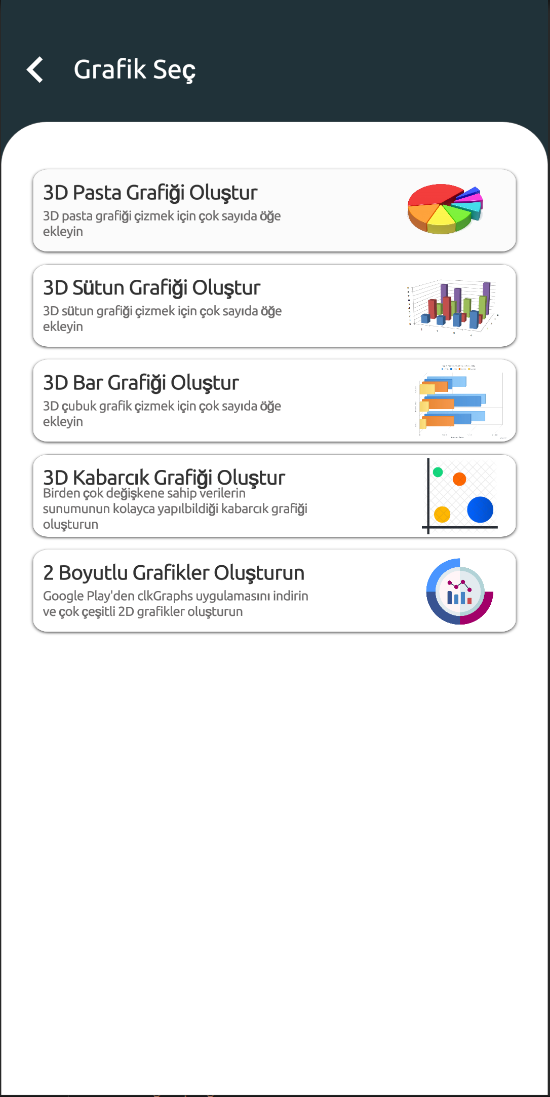 Grafik Seç
3D Pasta Grafiği Oluştur
3D pasta grafiği çizmek için çok sayıda öğe
ekleyin
3D Sütun Grafiği Oluştur
3D sütun grafiği çizmek için çok sayıda öğe
ekleyin
3D Bar Grafiği Oluştur
3D çubuk grafik çizmek için çok sayıda öğe
ekleyin
3D Kabarcık Grafiği Oluştur
Birden çok değişkene sahip verilerin
sunumunun kolayca yapılbildiği kabarcık grafiği
oluşturun
2 Boyutlu Grafikler Oluşturun
Google Play'den clkGraphs uygulamasını indirin
ve çok çeşitli 2D grafikler oluşturun